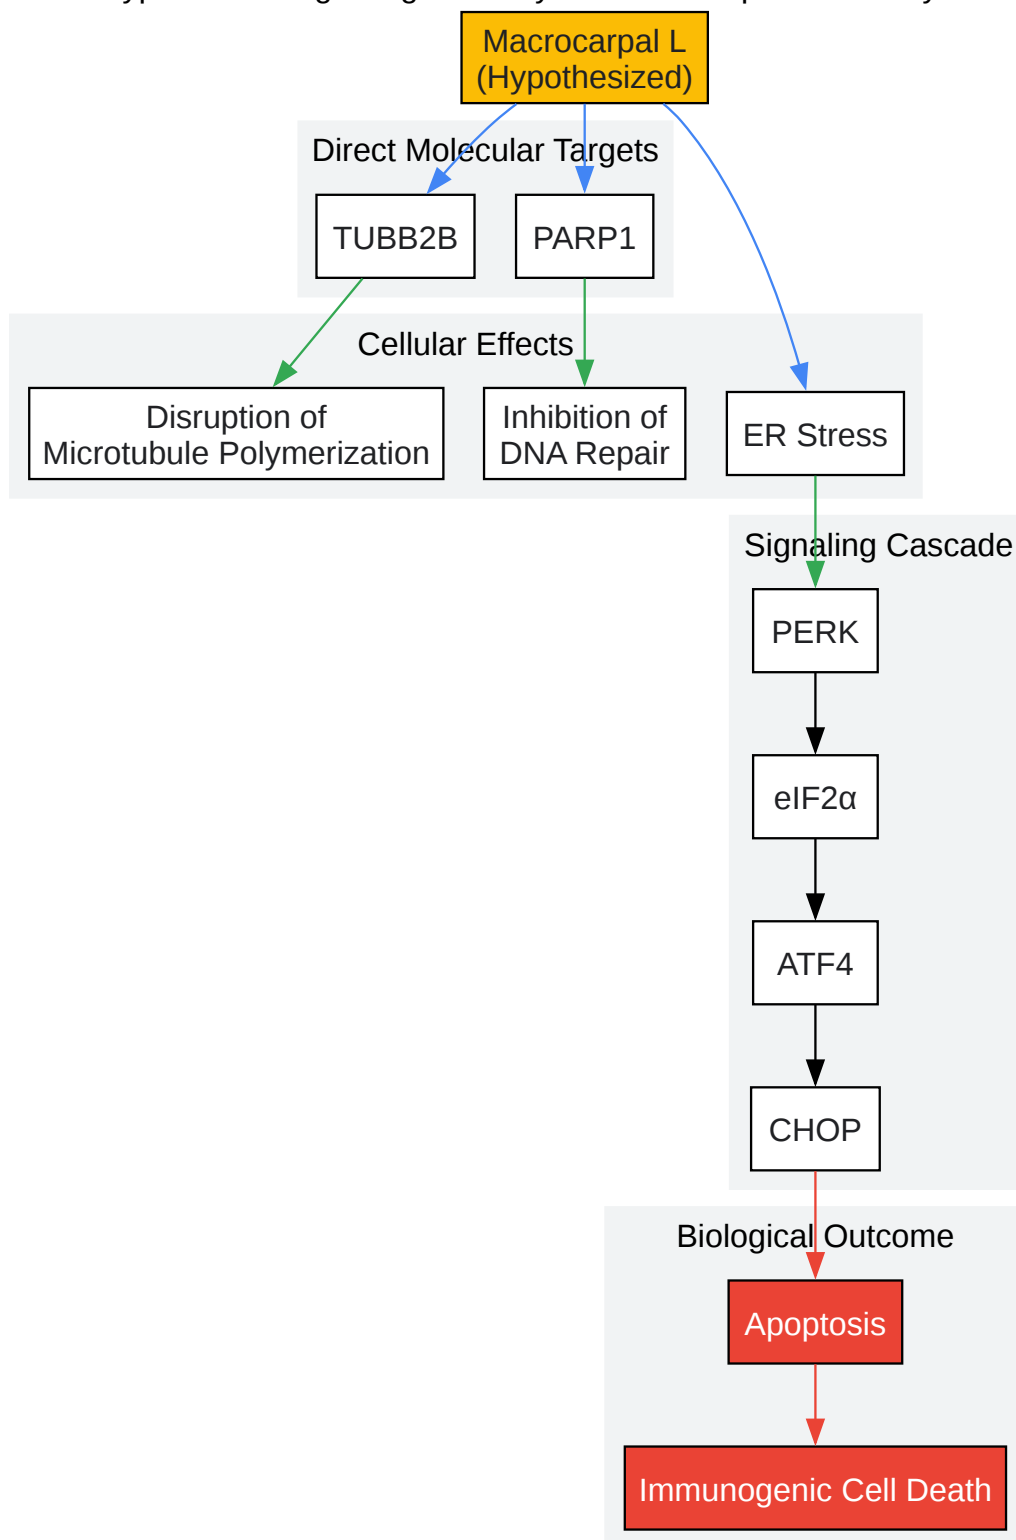 Macrocarpal L
(Hypothesized)
Direct Molecular Targets
TUBB2B
PARP1
Cellular Effects
Disruption of
Microtubule Polymerization
Inhibition of
DNA Repair
ER Stress
Signaling Cascade
PERK
eIF2α
ATF4
CHOP
Biological Outcome
Apoptosis
Immunogenic Cell Death